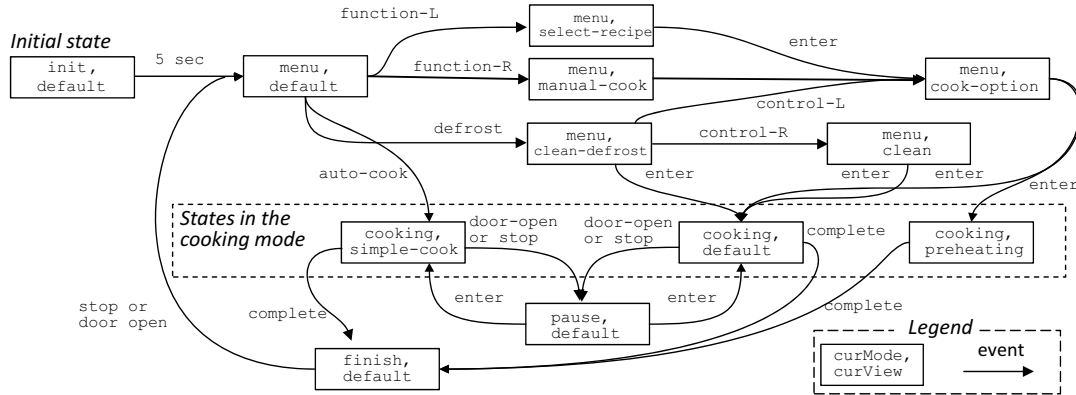 Initial state
init,
default
5 sec
menu,
default
function-L
menu,
select-recipe
enter
function-R
menu,
manual-cook
menu,
cook-option
control-L
defrost
menu,
clean-defrost
control-R
menu,
clean
auto-cook
enter
enter
enter
enter
States in the
cooking mode
cooking,
simple-cook
door-open
or stop
door-open
or stop
cooking,
default
complete
cooking,
preheating
stop or
door open
complete
enter
pause,
default
enter
complete
finish,
default
Legend
curMode,
curView
event